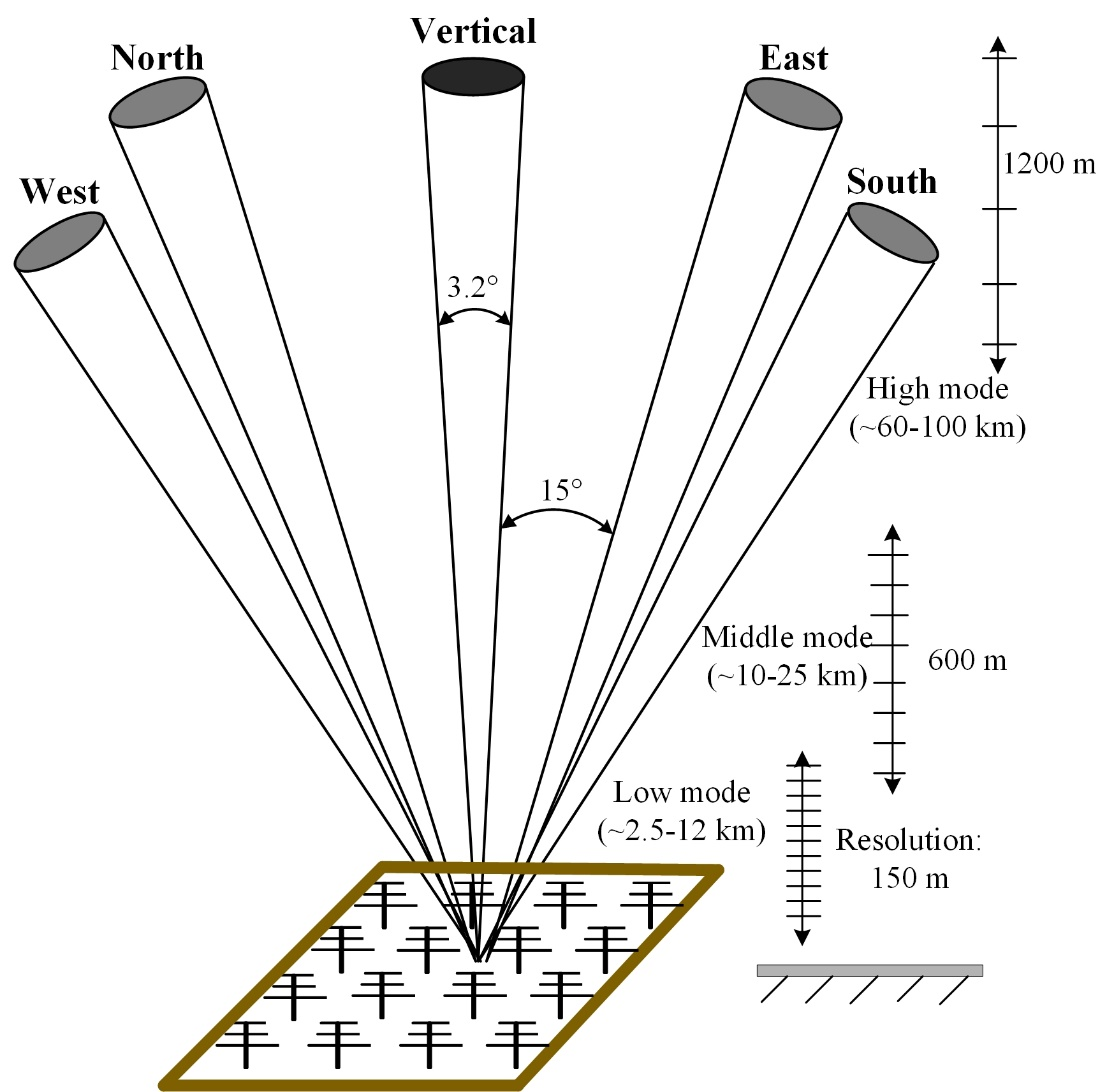 Vertical
North
East
West
South
1200 m
3.2°
High mode
(~60-100 km)
15°
Middle mode
(~10-25 km)
600 m
Low mode
(~2.5-12 km)
Resolution:
150 m